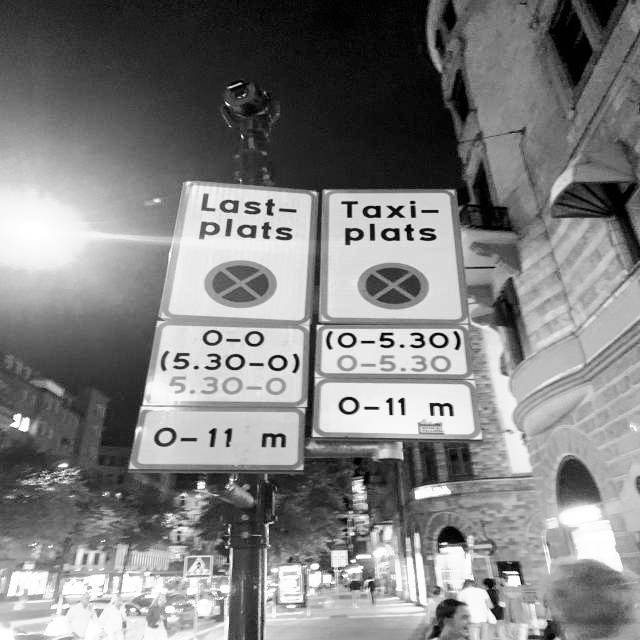 Last-
plats
0-0
(5.30-0)
5.30-0
0-11 m
Taxi-
plats
(0-5.30)
0-5.30
0-11 m